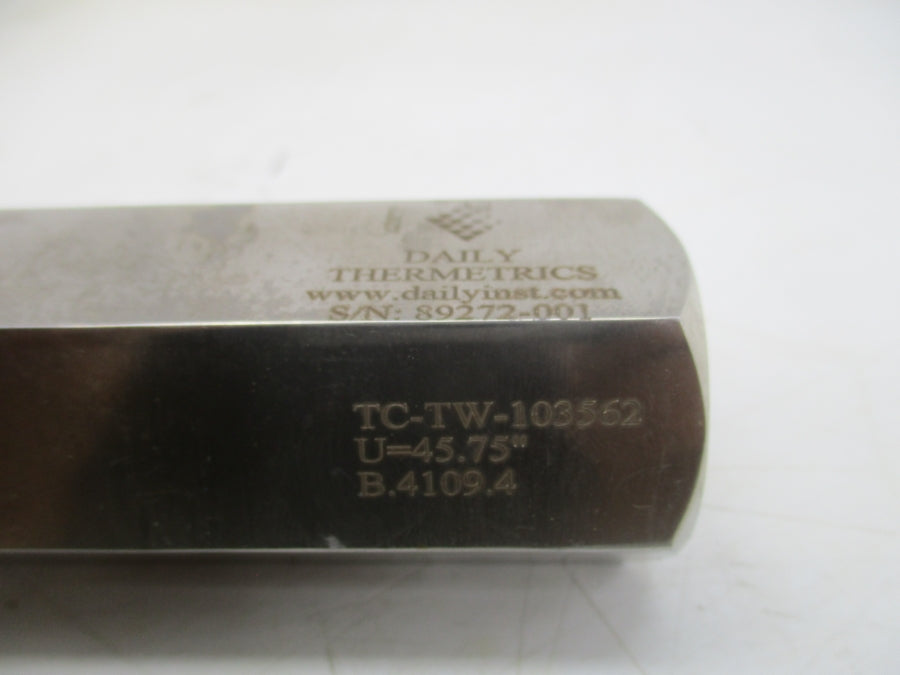 DAILY
THERMETRICS
www.dailyinst.com
S/N: 89272-001
TC-TW-103562
U=45.75"
B.4109.4